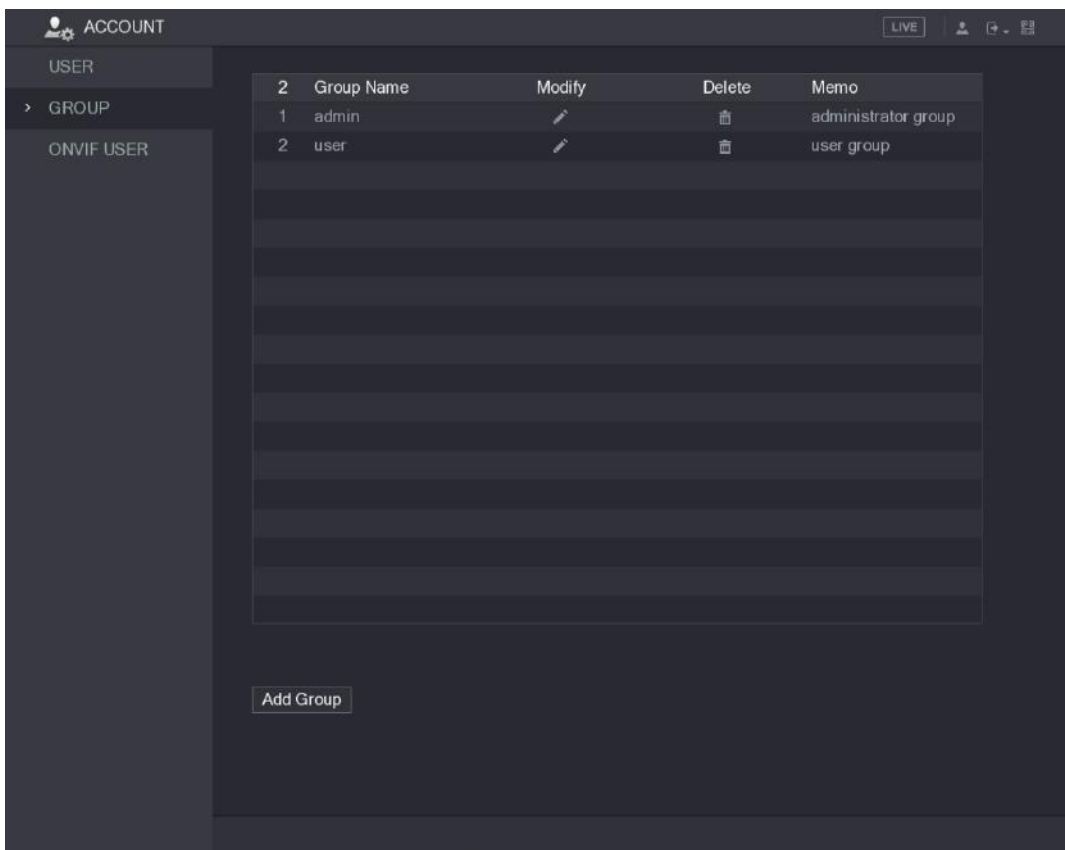 ACCOUNT
LIVE
USER
GROUP
ONVIF USER
2 Group Name Modify Delete Memo
1 admin administrator group
2 user user group
Add Group